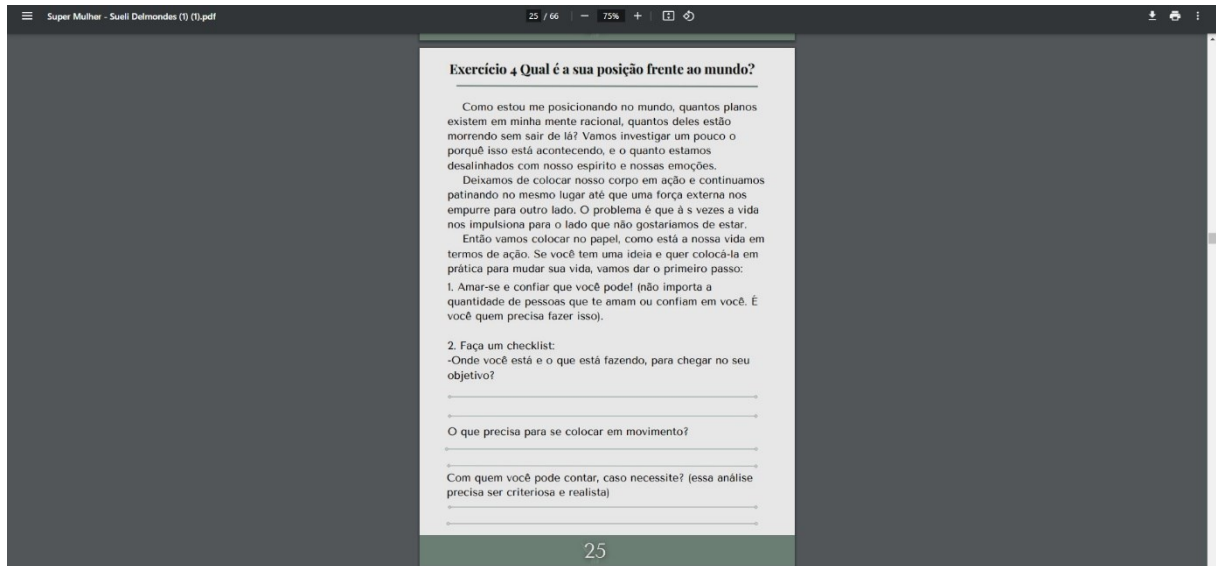 Super Mulher - Sueli Delmondes (1) (1).pdf
25 / 66
75%
Exercício 4 Qual é a sua posição frente ao mundo?
Como estou me posicionando no mundo, quantos planos
existem em minha mente racional, quantos deles estão
morrendo sem sair de lá? Vamos investigar um pouco o
porquê isso está acontecendo, e o quanto estamos
desalinhados com nosso espirito e nossas emoções.
Deixamos de colocar nosso corpo em ação e continuamos
patinando no mesmo lugar até que uma força externa nos
empurre para outro lado. O problema é que à s vezes a vida
nos impulsiona para o lado que não gostaríamos de estar.
Então vamos colocar no papel, como está a nossa vida em
termos de ação. Se você tem uma ideia e quer colocá-la em
prática para mudar sua vida, vamos dar o primeiro passo:
1. Amar-se e confiar que você pode! (não importa a
quantidade de pessoas que te amam ou confiam em você. É
você quem precisa fazer isso).
2. Faça um checklist:
-Onde você está e o que está fazendo, para chegar no seu
objetivo?
O que precisa para se colocar em movimento?
Com quem você pode contar, caso necessite? (essa análise
precisa ser criteriosa e realista)
25